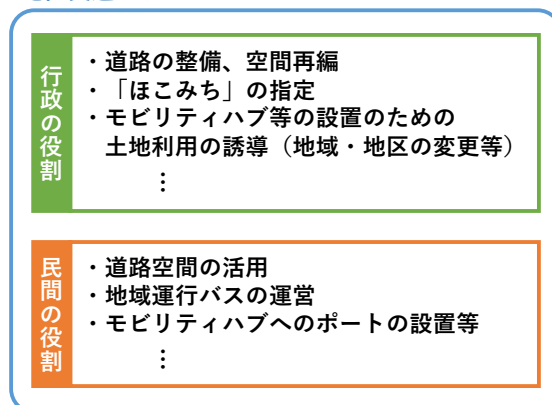 行政の役割
・道路の整備、空間再編
・「ほこみち」の指定
・モビリティハブ等の設置のための
土地利用の誘導（地域・地区の変更等）
⋮
民間の役割
・道路空間の活用
・地域運行バスの運営
・モビリティハブへのポートの設置等
⋮